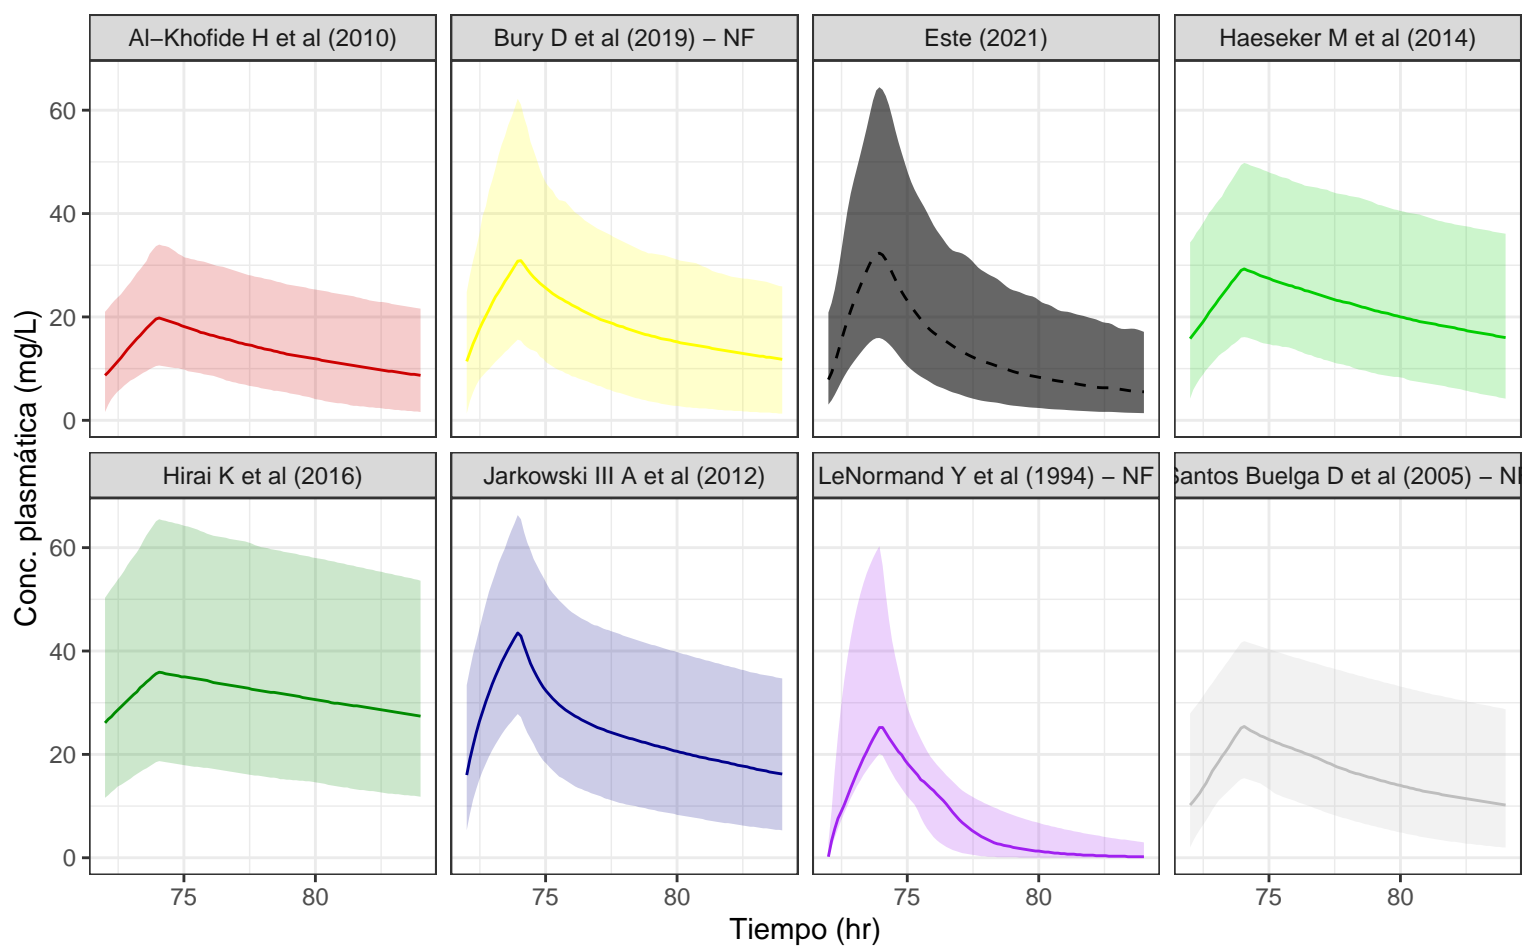 Al−Khofide H et al (2010)
Bury D et al (2019) − NF
Este (2021)
Haeseker M et al (2014)
60
40
20
0
Hirai K et al (2016)
Jarkowski III A et al (2012)
LeNormand Y et al (1994) − NF
Santos Buelga D et al (2005) − NF
60
40
20
0
75
80
75
80
75
80
75
80
Conc. plasmática (mg/L)
Tiempo (hr)